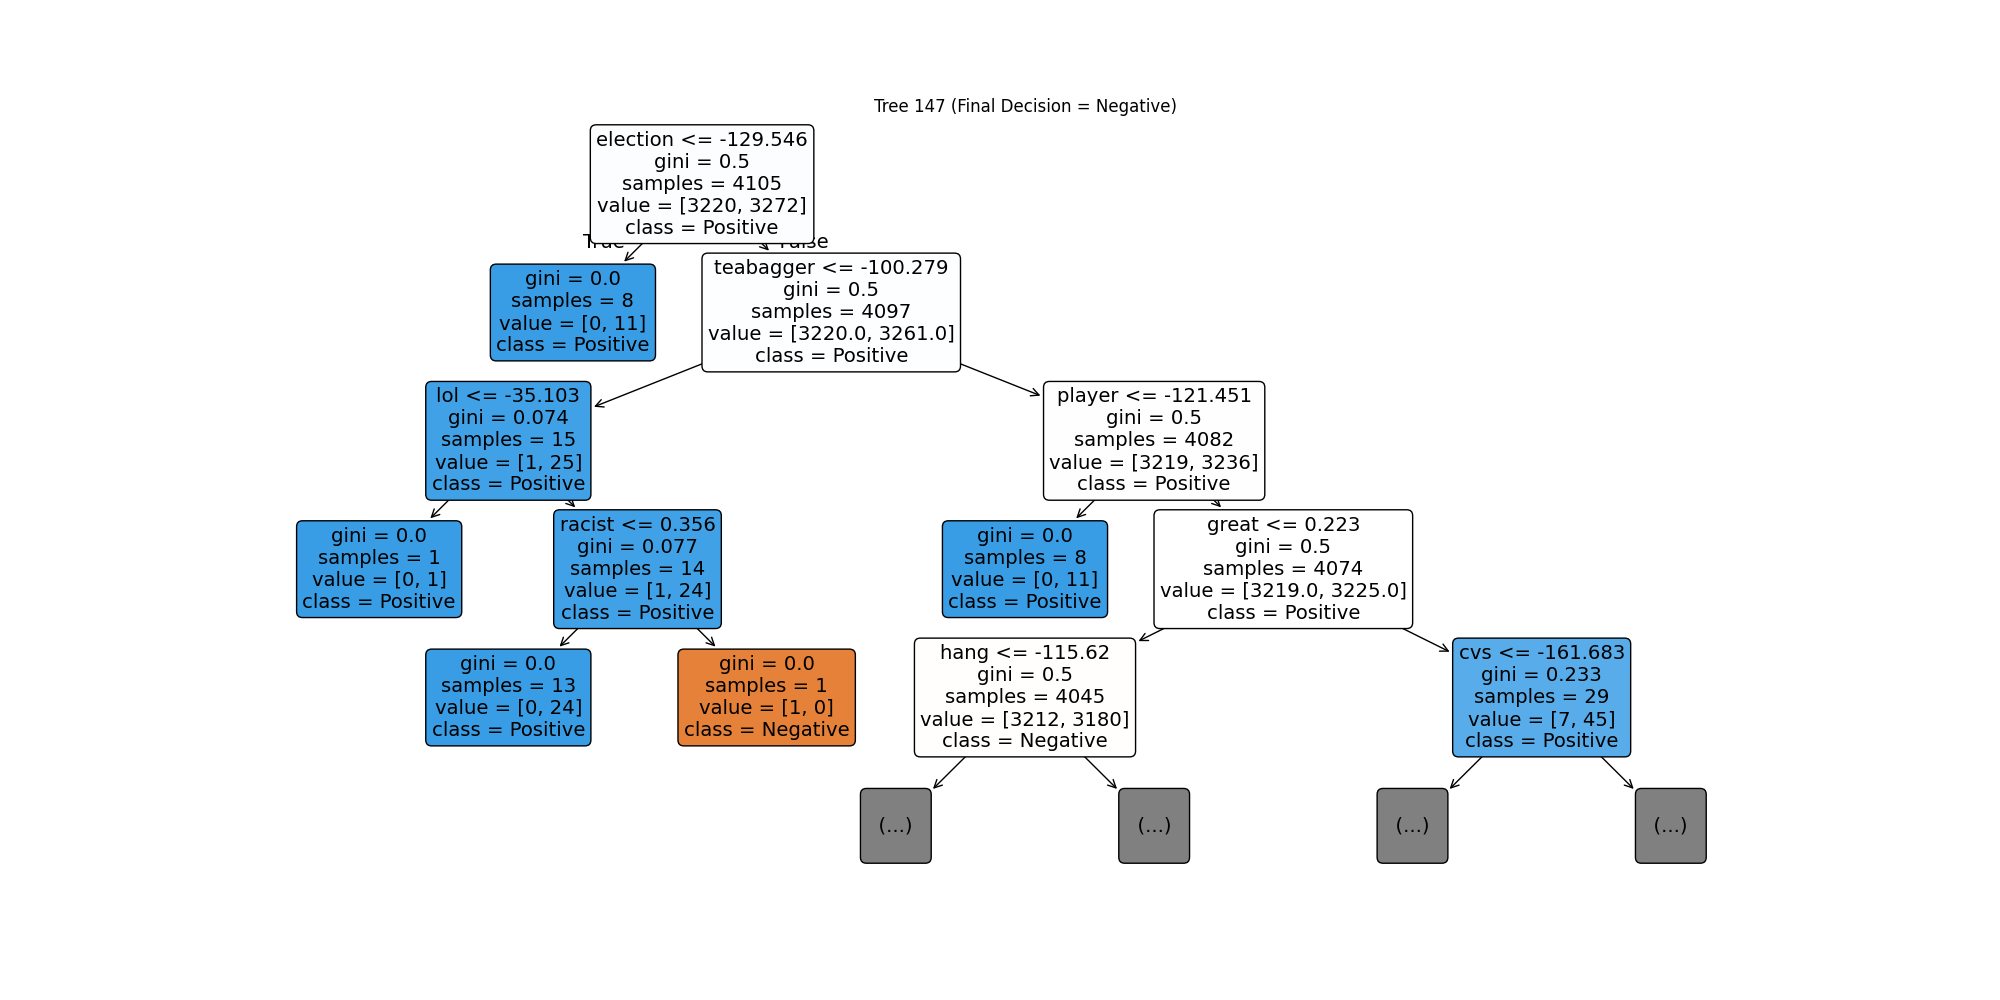 Tree 147 (Final Decision = Negative)
election <= -129.546
gini = 0.5
samples = 4105
value = [3220, 3272]
class = Positive
True
False
gini = 0.0
samples = 8
value = [0, 11]
class = Positive
teabagger <= -100.279
gini = 0.5
samples = 4097
value = [3220.0, 3261.0]
class = Positive
lol <= -35.103
gini = 0.074
samples = 15
value = [1, 25]
class = Positive
player <= -121.451
gini = 0.5
samples = 4082
value = [3219, 3236]
class = Positive
gini = 0.0
samples = 1
value = [0, 1]
class = Positive
racist <= 0.356
gini = 0.077
samples = 14
value = [1, 24]
class = Positive
gini = 0.0
samples = 8
value = [0, 11]
class = Positive
great <= 0.223
gini = 0.5
samples = 4074
value = [3219.0, 3225.0]
class = Positive
gini = 0.0
samples = 13
value = [0, 24]
class = Positive
gini = 0.0
samples = 1
value = [1, 0]
class = Negative
hang <= -115.62
gini = 0.5
samples = 4045
value = [3212, 3180]
class = Negative
cvs <= -161.683
gini = 0.233
samples = 29
value = [7, 45]
class = Positive
(...)
(...)
(...)
(...)